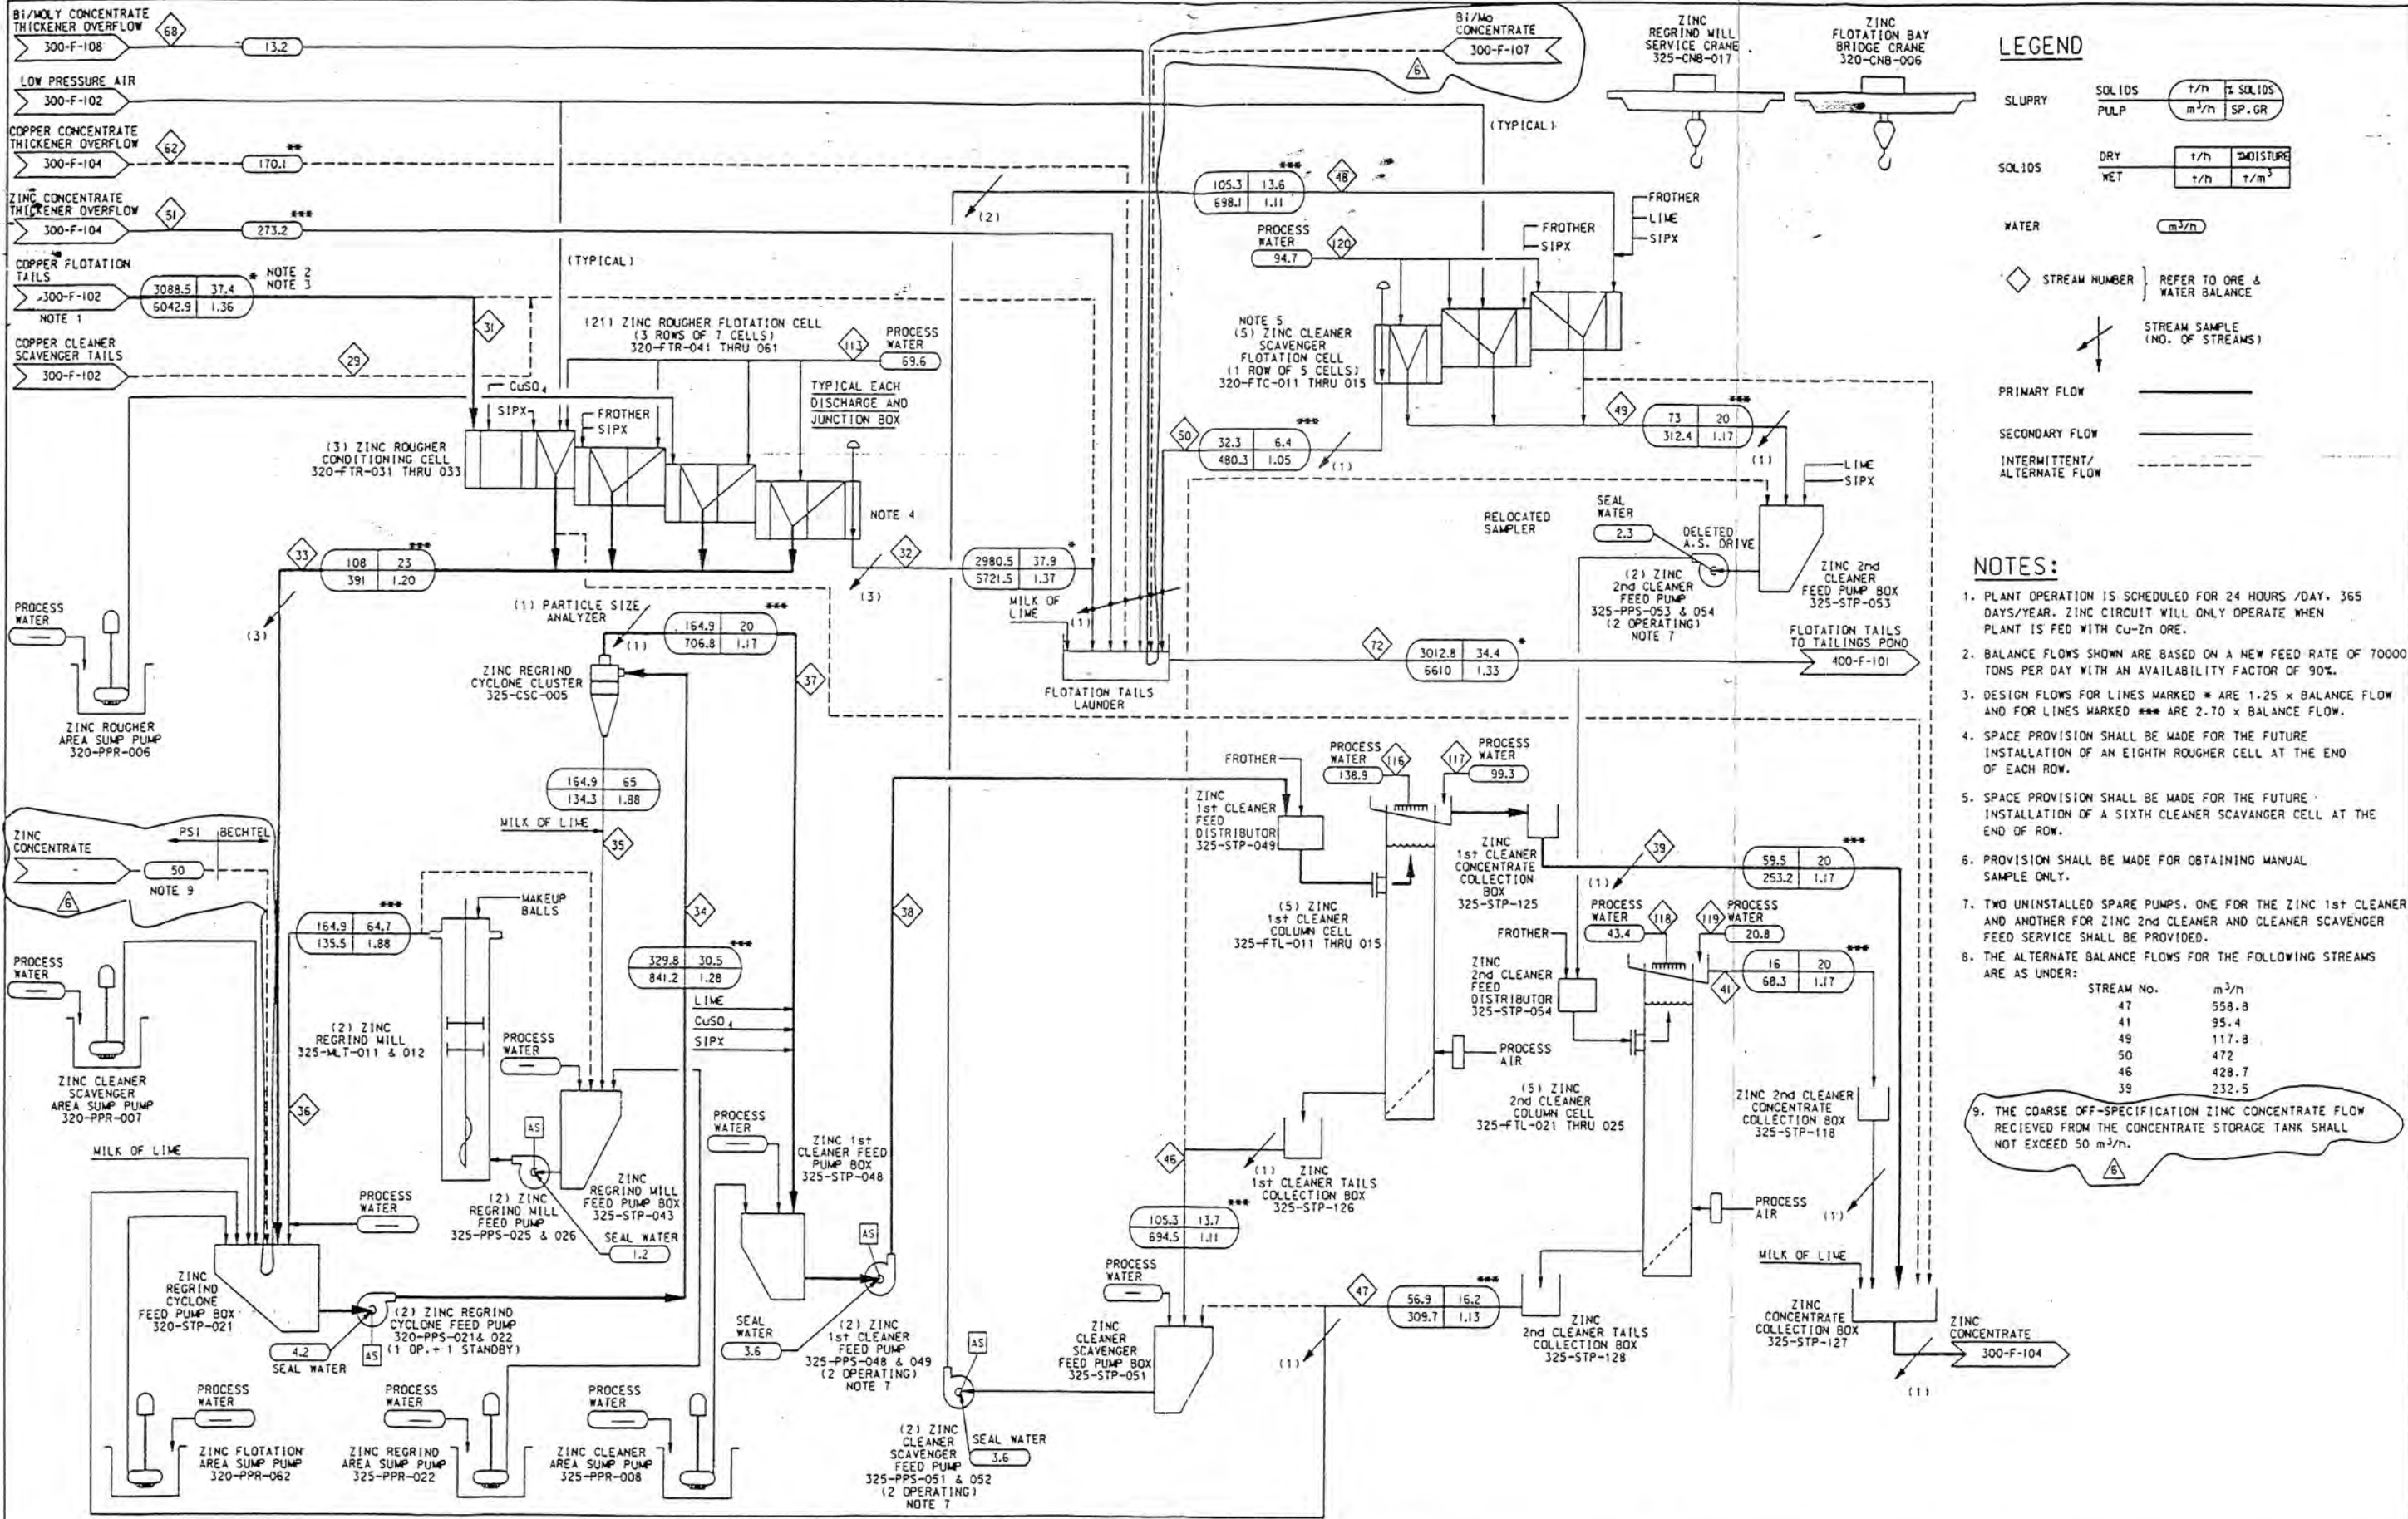 Bi/MOLY CONCENTRATE
THICKENER OVERFLOW
300-F-108
68
13.2
LOW PRESSURE AIR
300-F-102
COPPER CONCENTRATE
THICKENER OVERFLOW
300-F-104
62
**
170.1
ZINC CONCENTRATE
THICKENER OVERFLOW
300-F-104
51
***
273.2
COPPER FLOTATION
TAILS
300-F-102
NOTE 1
3088.5 37.4
6042.9 1.36
*
NOTE 2
NOTE 3
COPPER CLEANER
SCAVENGER TAILS
300-F-102
29
31
(TYPICAL)
(21) ZINC ROUGHER FLOTATION CELL
(3 ROWS OF 7 CELLS)
320-FTR-041 THRU 061
113
PROCESS
WATER
69.6
TYPICAL EACH
DISCHARGE AND
JUNCTION BOX
CuSO4
SIPX
FROTHER
SIPX
(3) ZINC ROUGHER
CONDITIONING CELL
320-FTR-031 THRU 033
NOTE 4
33
***
108 23
391 1.20
(3)
32
(3)
2980.5 37.9
5721.5 1.37
*
MILK OF
LIME
(1)
FLOTATION TAILS
LAUNDER
Bi/Mo
CONCENTRATE
300-F-107
6
ZINC
REGRIND MILL
SERVICE CRANE
325-CNB-017
ZINC
FLOTATION BAY
BRIDGE CRANE
320-CNB-006
(TYPICAL)
(2)
***
105.3 13.6
698.1 1.11
48
PROCESS
WATER
94.7
120
FROTHER
SIPX
FROTHER
LIME
SIPX
NOTE 5
(5) ZINC CLEANER
SCAVENGER
FLOTATION CELL
(1 ROW OF 5 CELLS)
320-FTC-011 THRU 015
50
***
32.3 6.4
480.3 1.05
(1)
49
***
73 20
312.4 1.17
(1)
LIME
SIPX
RELOCATED
SAMPLER
SEAL
WATER
2.3
DELETED
A.S. DRIVE
(2) ZINC
2nd CLEANER
FEED PUMP
325-PPS-053 & 054
(2 OPERATING)
NOTE 7
ZINC 2nd
CLEANER
FEED PUMP BOX
325-STP-053
72
3012.8 34.4
6610 1.33
*
FLOTATION TAILS
TO TAILINGS POND
400-F-101
PROCESS
WATER
ZINC ROUGHER
AREA SUMP PUMP
320-PPR-006
(1) PARTICLE SIZE
ANALYZER
(1)
***
164.9 20
706.8 1.17
ZINC REGRIND
CYCLONE CLUSTER
325-CSC-005
37
164.9 65
134.3 1.88
MILK OF LIME
35
34
38
ZINC
CONCENTRATE
PSI BECHTEL
-
50
NOTE 9
6
***
164.9 64.7
135.5 1.88
MAKEUP
BALLS
***
329.8 30.5
841.2 1.28
LIME
CuSO4
SIPX
PROCESS
WATER
ZINC CLEANER
SCAVENGER
AREA SUMP PUMP
320-PPR-007
36
(2) ZINC
REGRIND MILL
325-MLT-011 & 012
PROCESS
WATER
AS
(2) ZINC
REGRIND MILL
FEED PUMP
325-PPS-025 & 026
ZINC
REGRIND MILL
FEED PUMP BOX
325-STP-043
SEAL WATER
1.2
MILK OF LIME
PROCESS
WATER
ZINC
REGRIND
CYCLONE
FEED PUMP BOX
320-STP-021
4.2
SEAL WATER
AS
(2) ZINC REGRIND
CYCLONE FEED PUMP
320-PPS-021& 022
(1 OP.+ 1 STANDBY)
PROCESS
WATER
ZINC 1st
CLEANER FEED
PUMP BOX
325-STP-048
AS
SEAL
WATER
3.6
(2) ZINC
1st CLEANER
FEED PUMP
325-PPS-048 & 049
(2 OPERATING)
NOTE 7
PROCESS
WATER
ZINC FLOTATION
AREA SUMP PUMP
320-PPR-062
PROCESS
WATER
ZINC REGRIND
AREA SUMP PUMP
325-PPR-022
PROCESS
WATER
ZINC CLEANER
AREA SUMP PUMP
325-PPR-008
FROTHER
ZINC
1st CLEANER
FEED
DISTRIBUTOR
325-STP-049
PROCESS
WATER
138.9
116
117
PROCESS
WATER
99.3
ZINC
1st CLEANER
CONCENTRATE
COLLECTION
BOX
325-STP-125
(5) ZINC
1st CLEANER
COLUMN CELL
325-FTL-011 THRU 015
39
(1)
***
59.5 20
253.2 1.17
PROCESS
WATER
43.4
118
119
PROCESS
WATER
20.8
FROTHER
ZINC
2nd CLEANER
FEED
DISTRIBUTOR
325-STP-054
41
***
16 20
68.3 1.17
PROCESS
AIR
(5) ZINC
2nd CLEANER
COLUMN CELL
325-FTL-021 THRU 025
ZINC 2nd CLEANER
CONCENTRATE
COLLECTION BOX
325-STP-118
46
(1) ZINC
1st CLEANER TAILS
COLLECTION BOX
325-STP-126
***
105.3 13.7
694.5 1.11
PROCESS
AIR
(1)
MILK OF LIME
PROCESS
WATER
47
***
56.9 16.2
309.7 1.13
(1)
ZINC
CLEANER
SCAVENGER
FEED PUMP BOX
325-STP-051
AS
(2) ZINC
CLEANER
SCAVENGER
FEED PUMP
325-PPS-051 & 052
(2 OPERATING)
NOTE 7
SEAL WATER
3.6
ZINC
2nd CLEANER TAILS
COLLECTION BOX
325-STP-128
ZINC
CONCENTRATE
COLLECTION BOX
325-STP-127
ZINC
CONCENTRATE
300-F-104
(1)
LEGEND
SLURRY
SOLIDS t/h % SOLIDS
PULP m³/h SP.GR
SOLIDS
DRY t/h %MOISTURE
WET t/h t/m³
WATER m³/h
STREAM NUMBER } REFER TO ORE &
WATER BALANCE
STREAM SAMPLE
(NO. OF STREAMS)
PRIMARY FLOW
SECONDARY FLOW
INTERMITTENT/
ALTERNATE FLOW
NOTES:
1. PLANT OPERATION IS SCHEDULED FOR 24 HOURS /DAY. 365
DAYS/YEAR. ZINC CIRCUIT WILL ONLY OPERATE WHEN
PLANT IS FED WITH Cu-Zn ORE.
2. BALANCE FLOWS SHOWN ARE BASED ON A NEW FEED RATE OF 70000
TONS PER DAY WITH AN AVAILABILITY FACTOR OF 90%.
3. DESIGN FLOWS FOR LINES MARKED * ARE 1.25 x BALANCE FLOW
AND FOR LINES MARKED *** ARE 2.70 x BALANCE FLOW.
4. SPACE PROVISION SHALL BE MADE FOR THE FUTURE
INSTALLATION OF AN EIGHTH ROUGHER CELL AT THE END
OF EACH ROW.
5. SPACE PROVISION SHALL BE MADE FOR THE FUTURE
INSTALLATION OF A SIXTH CLEANER SCAVANGER CELL AT THE
END OF ROW.
6. PROVISION SHALL BE MADE FOR OBTAINING MANUAL
SAMPLE ONLY.
7. TWO UNINSTALLED SPARE PUMPS. ONE FOR THE ZINC 1st CLEANER
AND ANOTHER FOR ZINC 2nd CLEANER AND CLEANER SCAVENGER
FEED SERVICE SHALL BE PROVIDED.
8. THE ALTERNATE BALANCE FLOWS FOR THE FOLLOWING STREAMS
ARE AS UNDER:
STREAM No. m³/h
47 558.8
41 95.4
49 117.8
50 472
46 428.7
39 232.5
9. THE COARSE OFF-SPECIFICATION ZINC CONCENTRATE FLOW
RECIEVED FROM THE CONCENTRATE STORAGE TANK SHALL
NOT EXCEED 50 m³/h.
6